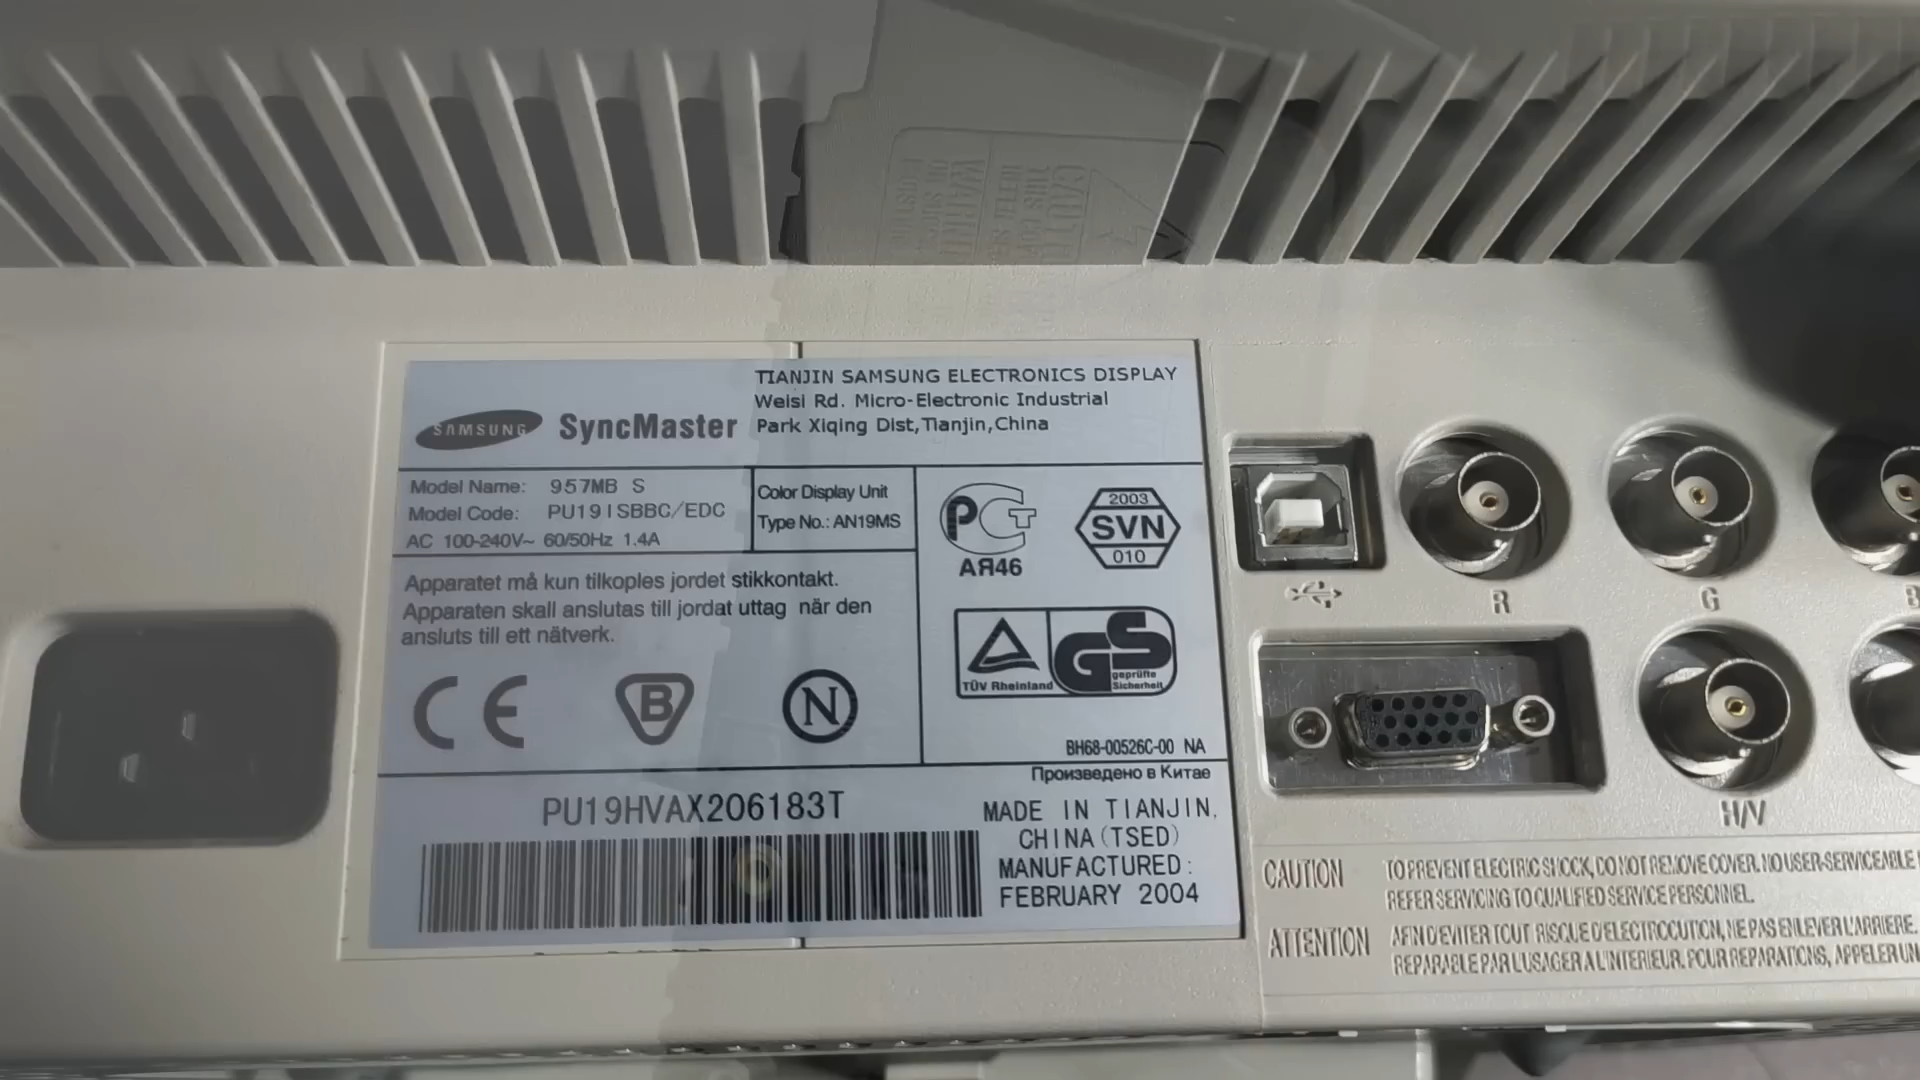 TIANJIN SAMSUNG ELECTRONICS DISPLAY
Weisi Rd. Micro-Electronic Industrial
Park Xiqing Dist,Tianjin,China
SAMSUNG SyncMaster
Model Name: 957MB S
Model Code: PU19ISBBC/EDC
AC 100-240V~ 60/50Hz 1.4A
Color Display Unit
Type No.: AN19MS
Apparatet må kun tilkoples jordet stikkontakt.
Apparaten skall anslutas till jordat uttag när den
ansluts till ett nätverk.
CE
B
N
РСТ
АЯ46
2003
SVN
010
TÜV Rheinland
GS
geprüfte
Sicherheit
BH68-00526C-00 NA
Произведено в Китае
PU19HVAX206183T
MADE IN TIANJIN,
CHINA(TSED)
MANUFACTURED:
FEBRUARY 2004
R
G
B
H/V
CAUTION TO PREVENT ELECTRIC SHOCK, DO NOT REMOVE COVER. NO USER-SERVICEABLE
REFER SERVICING TO QUALIFIED SERVICE PERSONNEL.
ATTENTION AFIN D'EVITER TOUT RISQUE D'ELECTROCUTION, NE PAS ENLEVER L'ARRIERE.
REPARABLE PAR L'USAGER A L'INTERIEUR. POUR REPARATIONS, APPELER UN